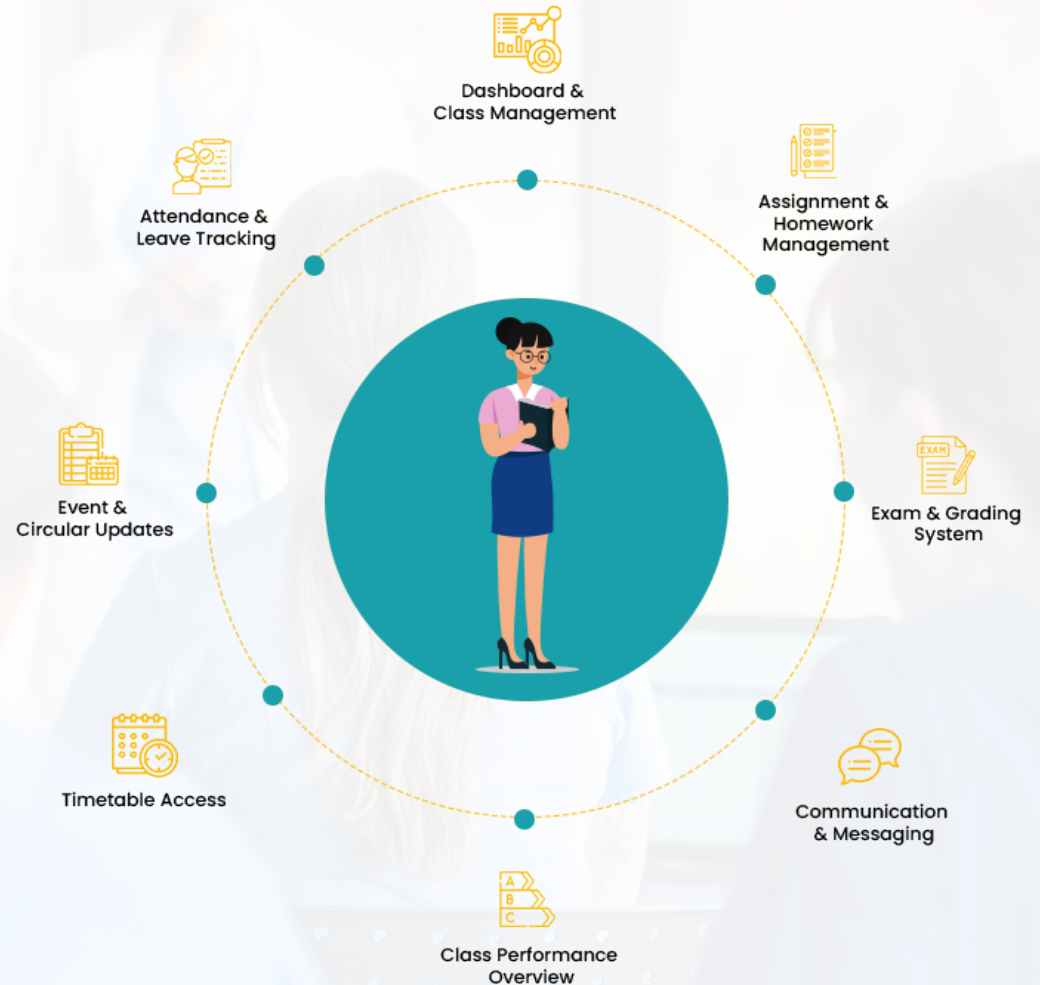 Dashboard &
Class Management
Assignment &
Homework
Management
Attendance &
Leave Tracking
EXAM
Exam & Grading
System
Event &
Circular Updates
Communication
& Messaging
Timetable Access
A
B
C
Class Performance
Overview